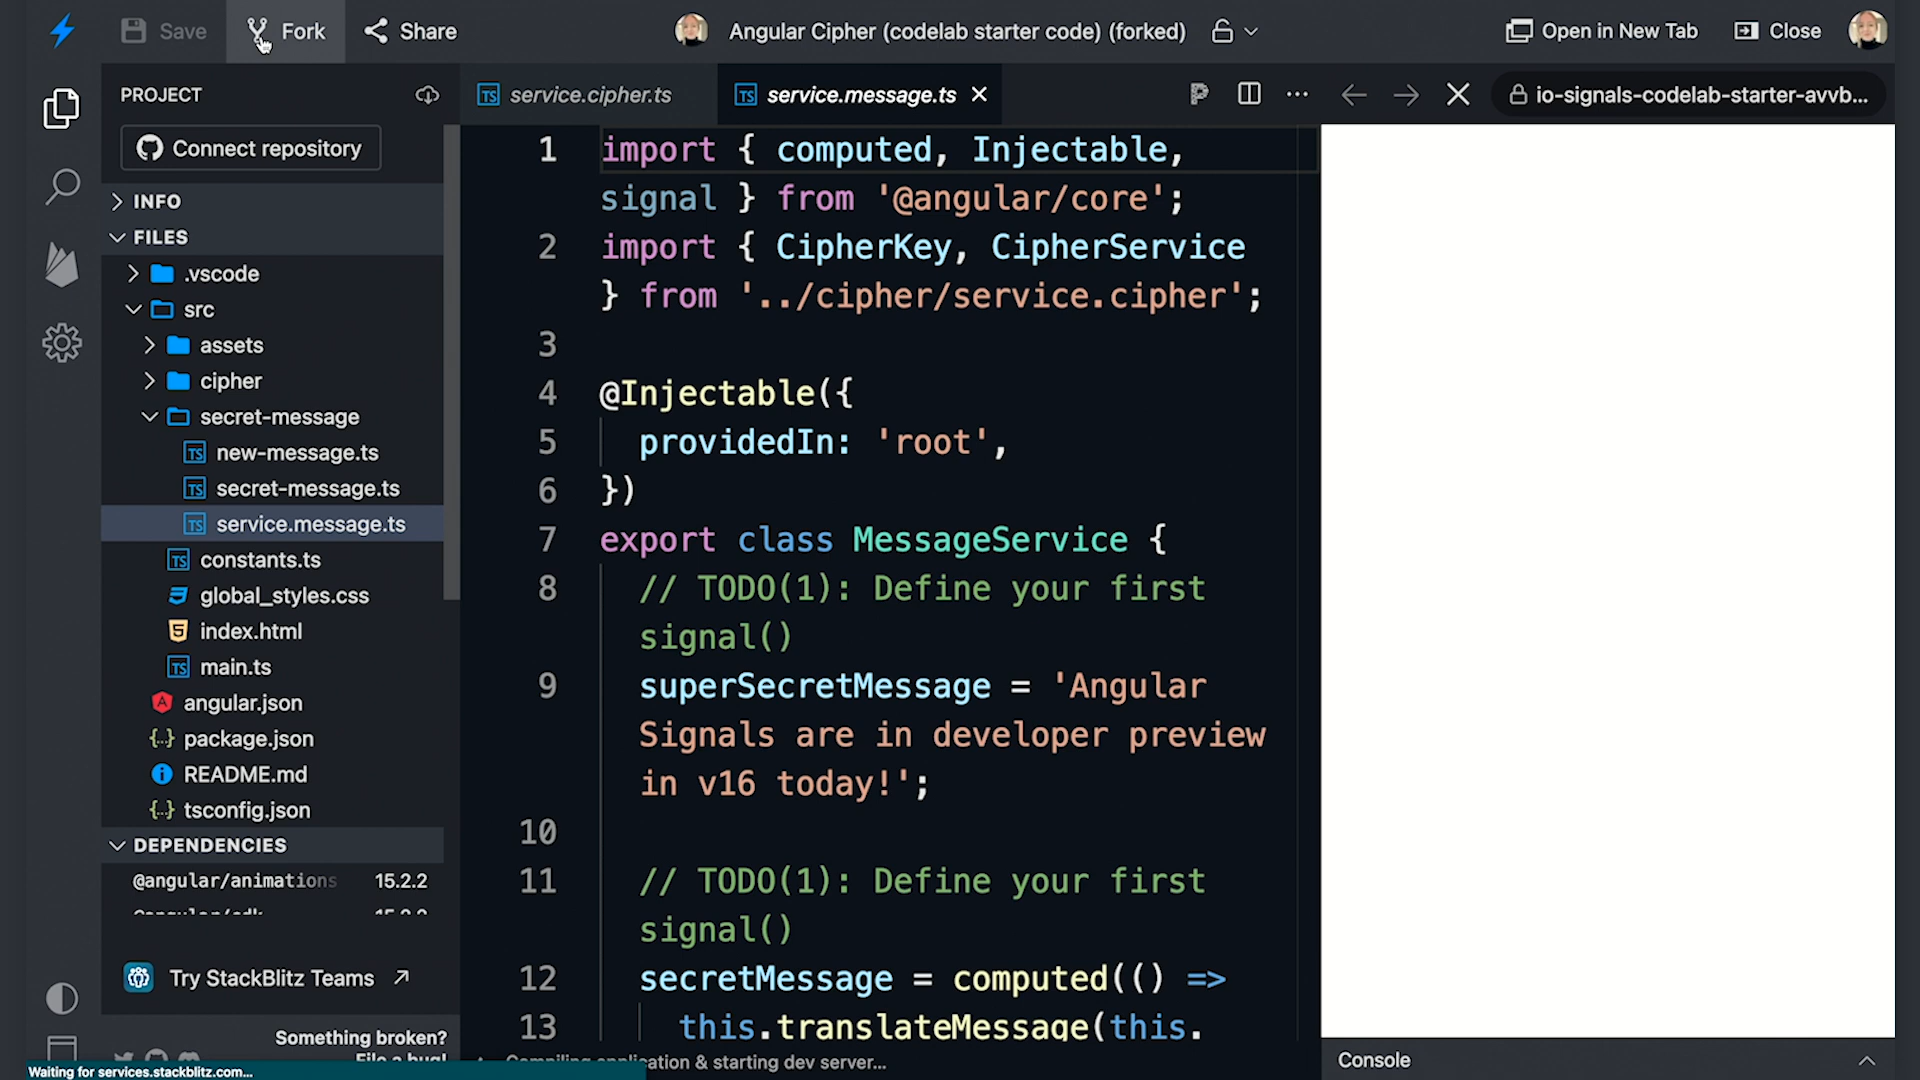 Save
Fork
Share
Angular Cipher (codelab starter code) (forked)
Open in New Tab
Close
PROJECT
service.cipher.ts
service.message.ts
io-signals-codelab-starter-avvb...
Connect repository
INFO
FILES
.vscode
src
assets
cipher
secret-message
new-message.ts
secret-message.ts
service.message.ts
constants.ts
global_styles.css
index.html
main.ts
angular.json
package.json
README.md
tsconfig.json
DEPENDENCIES
@angular/animations 15.2.2
Try StackBlitz Teams
Something broken?
File a bug!
Waiting for services.stackblitz.com...
1 import { computed, Injectable,
signal } from '@angular/core';
2 import { CipherKey, CipherService
} from '../cipher/service.cipher';
3
4 @Injectable({
5 providedIn: 'root',
6 })
7 export class MessageService {
8 // TODO(1): Define your first
signal()
9 superSecretMessage = 'Angular
Signals are in developer preview
in v16 today!';
10
11 // TODO(1): Define your first
signal()
12 secretMessage = computed(() =>
13 this.translateMessage(this.
Compiling application & starting dev server...
Console